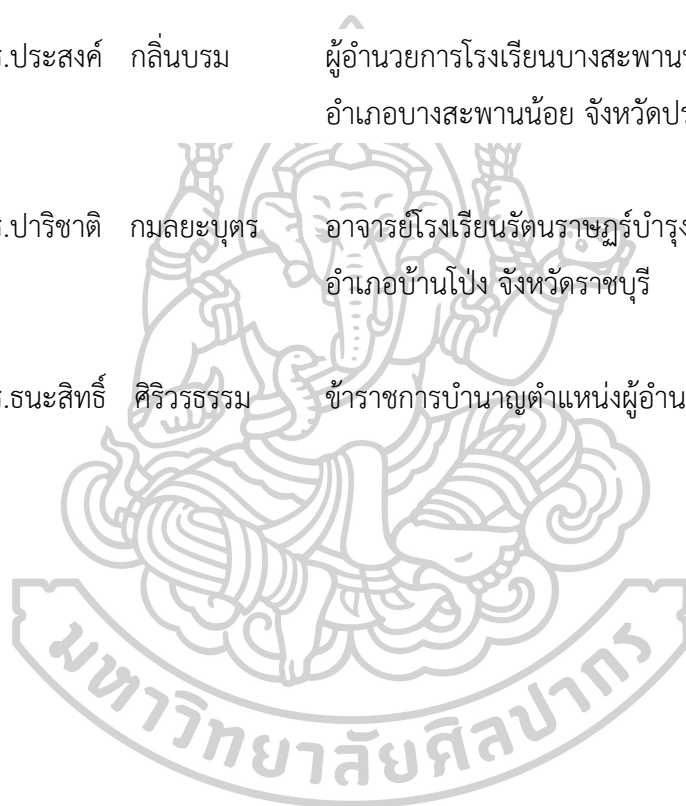 .ประสงค์ กลิ่นบรม ผู้อำนวยการโรงเรียนบางสะพาน
อำเภอบางสะพานน้อย จังหวัด
.ปาริชาติ กมลยะบุตร อาจารย์โรงเรียนรัตนราษฎร์บำรุง
อำเภอบ้านโป่ง จังหวัดราชบุรี
.ธนะสิทธิ์ ศิริวรธรรม ข้าราชการบำนาญตำแหน่งผู้อำน
มหาวิทยาลัยศิลปากร